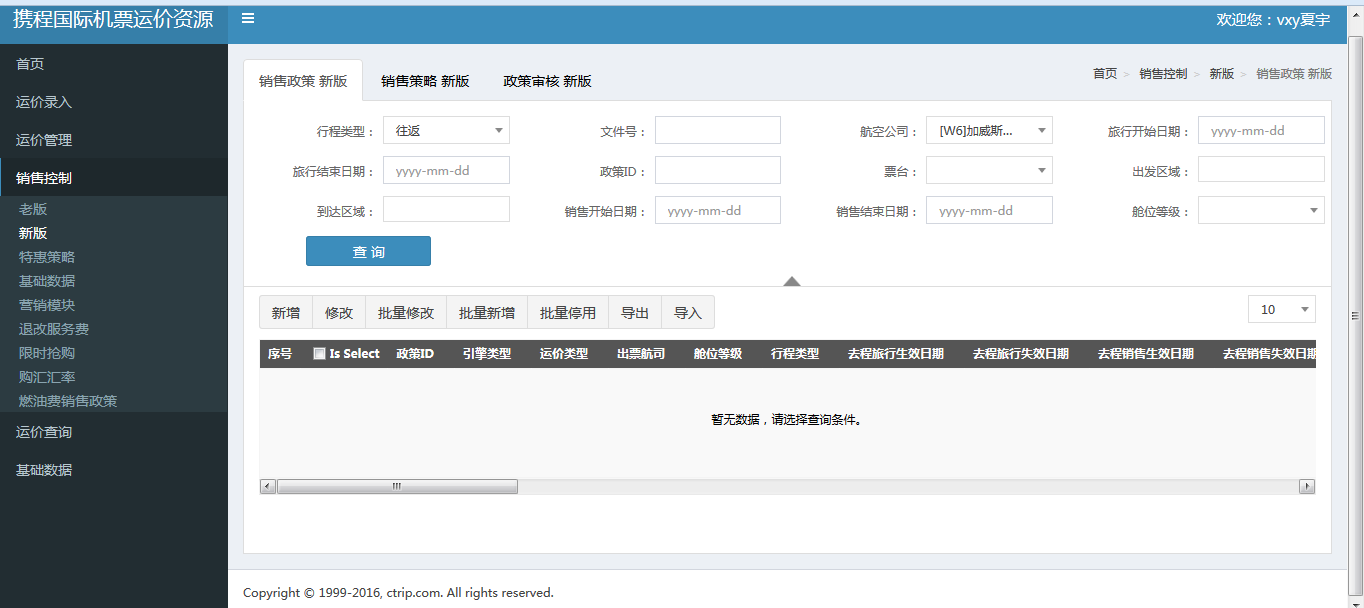 携程国际机票运价资源
欢迎您：vxy夏宇
首页
运价录入
运价管理
销售控制
老版
新版
特惠策略
基础数据
营销模块
退改服务费
限时抢购
购汇汇率
燃油费销售政策
运价查询
基础数据
销售政策 新版 销售策略 新版 政策审核 新版
首页 > 销售控制 > 新版 > 销售政策 新版
行程类型： 往返 文件号： 航空公司： [W6]加威斯... 旅行开始日期： yyyy-mm-dd
旅行结束日期： yyyy-mm-dd 政策ID： 票台： 出发区域：
到达区域： 销售开始日期： yyyy-mm-dd 销售结束日期： yyyy-mm-dd 舱位等级：
查 询
新增 修改 批量修改 批量新增 批量停用 导出 导入 10
序号 Is Select 政策ID 引擎类型 运价类型 出票航司 舱位等级 行程类型 去程旅行生效日期 去程旅行失效日期 去程销售生效日期 去程销售失效日期
暂无数据，请选择查询条件。
Copyright © 1999-2016, ctrip.com. All rights reserved.